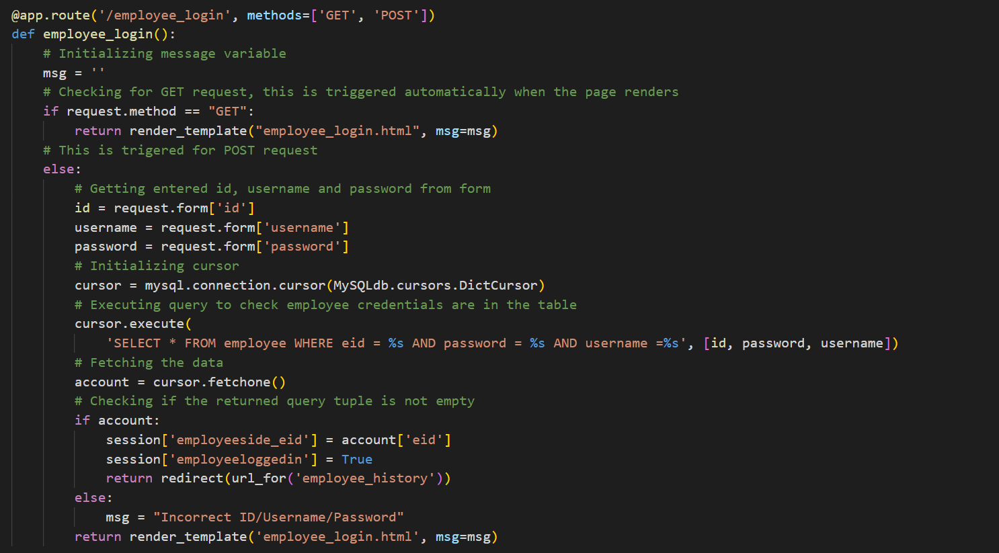 @app.route('/employee_login', methods=['GET', 'POST'])
def employee_login():
    # Initializing message variable
    msg = ''
    # Checking for GET request, this is triggered automatically when the page renders
    if request.method == "GET":
        return render_template("employee_login.html", msg=msg)
    # This is trigered for POST request
    else:
        # Getting entered id, username and password from form
        id = request.form['id']
        username = request.form['username']
        password = request.form['password']
        # Initializing cursor
        cursor = mysql.connection.cursor(MySQLdb.cursors.DictCursor)
        # Executing query to check employee credentials are in the table
        cursor.execute(
            'SELECT * FROM employee WHERE eid = %s AND password = %s AND username =%s', [id, password, username])
        # Fetching the data
        account = cursor.fetchone()
        # Checking if the returned query tuple is not empty
        if account:
            session['employeeside_eid'] = account['eid']
            session['employeeloggedin'] = True
            return redirect(url_for('employee_history'))
        else:
            msg = "Incorrect ID/Username/Password"
        return render_template('employee_login.html', msg=msg)